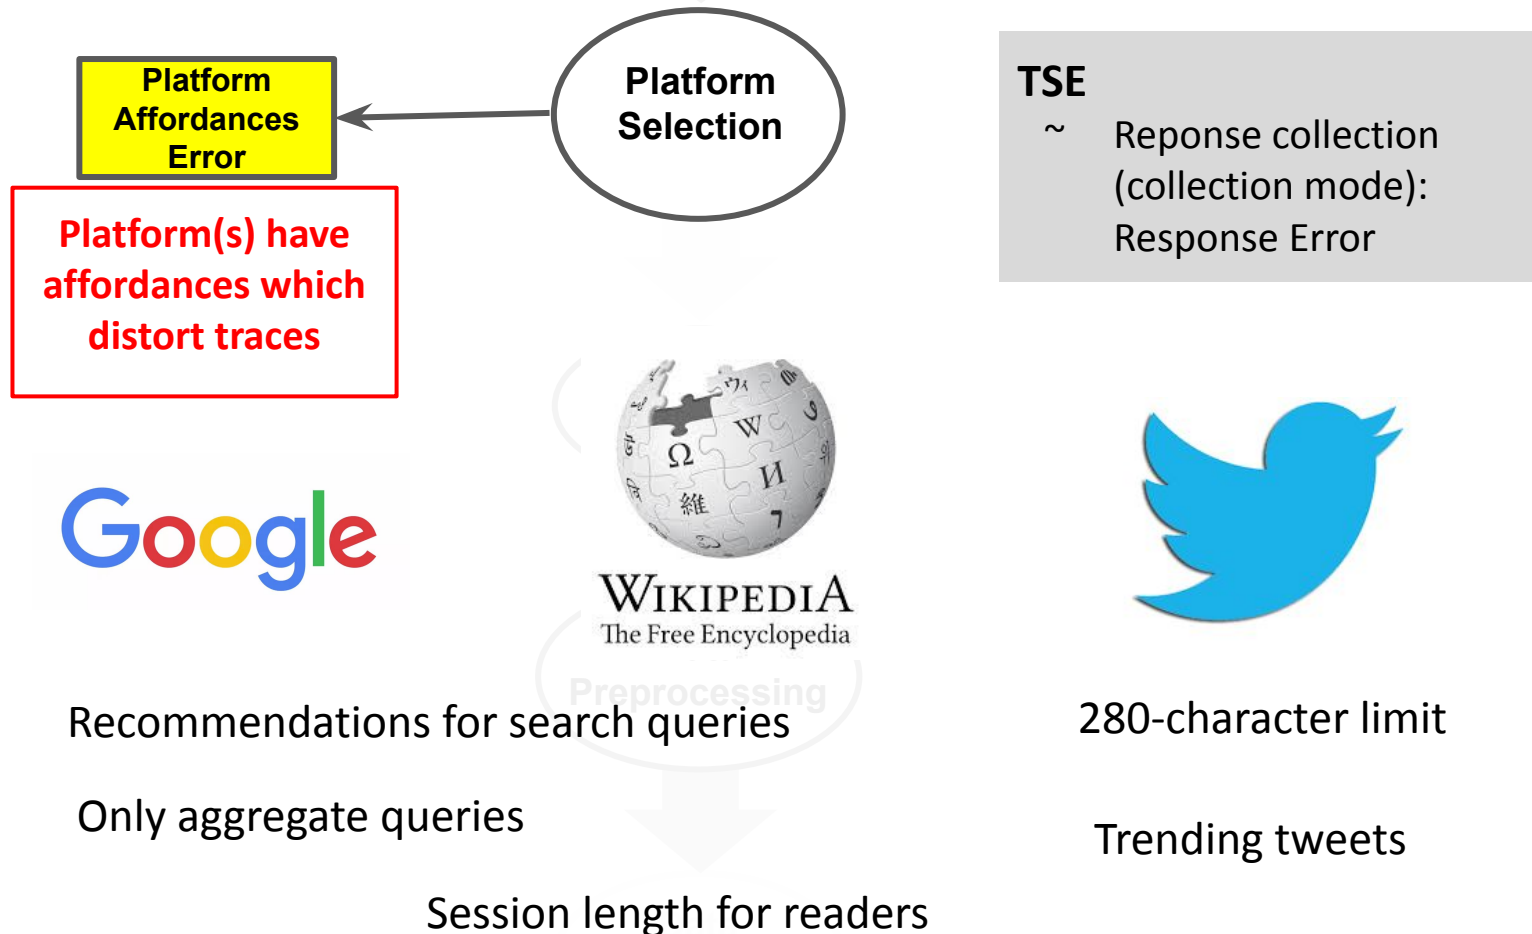 Platform
Affordances
Error
Platform
Selection
TSE
~ Reponse collection
(collection mode):
Response Error
Platform(s) have
affordances which
distort traces
Google
ウィ
W
Ω
И
維
WIKIPEDIA
The Free Encyclopedia
Preprocessing
Recommendations for search queries
280-character limit
Only aggregate queries
Trending tweets
Session length for readers